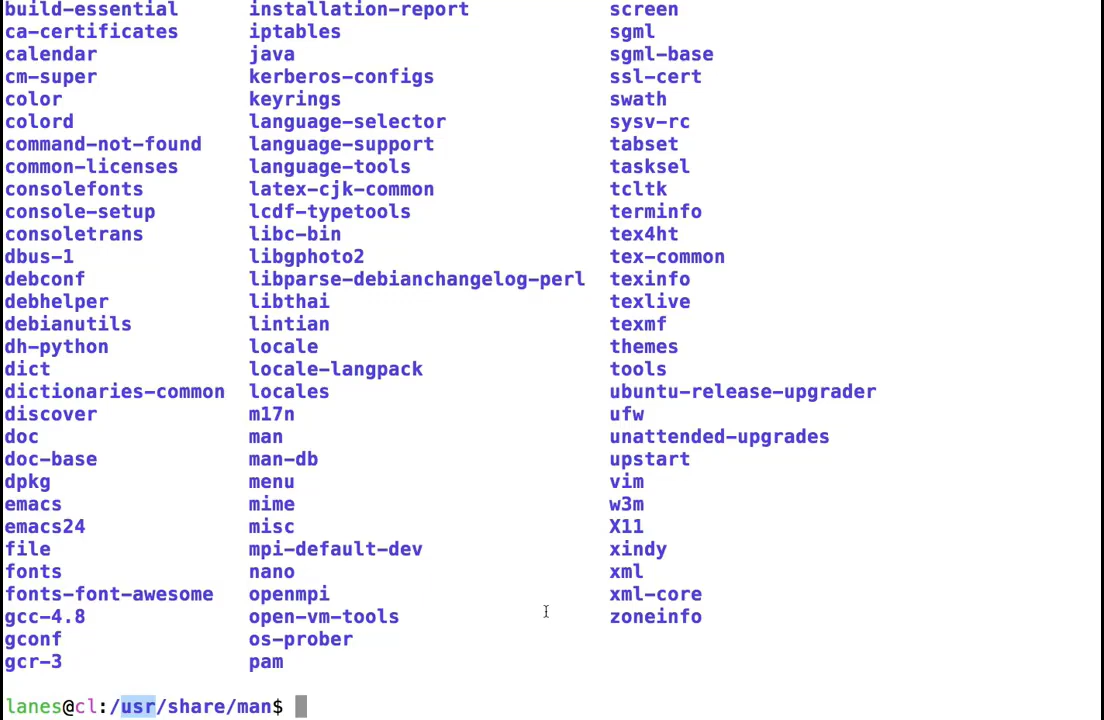 build-essential installation-report screen
ca-certificates iptables sgml
calendar java sgml-base
cm-super kerberos-configs ssl-cert
color keyrings swath
colord language-selector sysv-rc
command-not-found language-support tabset
common-licenses language-tools tasksel
consolefonts latex-cjk-common tcltk
console-setup lcdf-typetools terminfo
consoletrans libc-bin tex4ht
dbus-1 libgphoto2 tex-common
debconf libparse-debianchangelog-perl texinfo
debhelper libthai texlive
debianutils lintian texmf
dh-python locale themes
dict locale-langpack tools
dictionaries-common locales ubuntu-release-upgrader
discover m17n ufw
doc man unattended-upgrades
doc-base man-db upstart
dpkg menu vim
emacs mime w3m
emacs24 misc X11
file mpi-default-dev xindy
fonts nano xml
fonts-font-awesome openmpi xml-core
gcc-4.8 open-vm-tools zoneinfo
gconf os-prober
gcr-3 pam
lanes@cl:/usr/share/man$